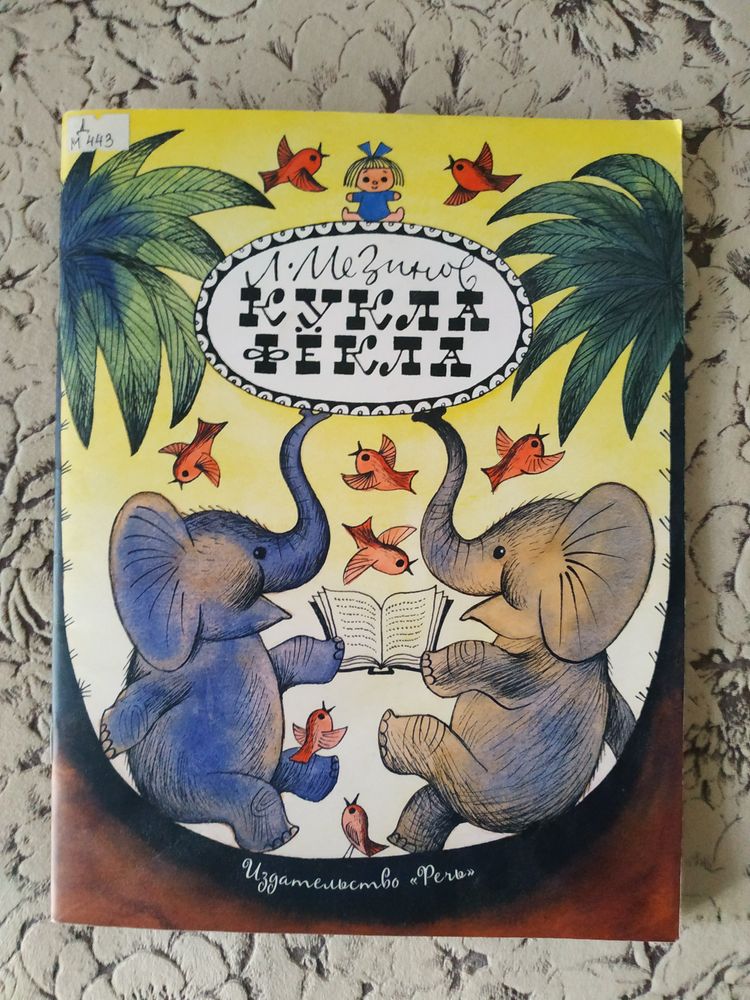 Д
М 443
Л. Мезинов
КУКЛА
ФЁКЛА
Издательство «Речь»